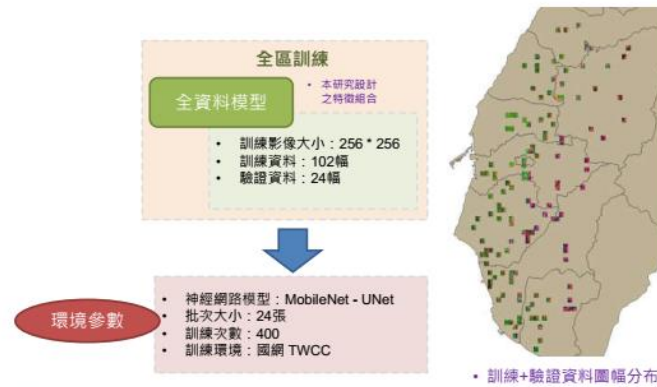 全區訓練
全資料模型
• 本研究設計
之特徵組合
• 訓練影像大小：256 * 256
• 訓練資料：102幅
• 驗證資料：24幅
環境參數
• 神經網路模型：MobileNet - UNet
• 批次大小：24張
• 訓練次數：400
• 訓練環境：國網 TWCC
• 訓練+驗證資料圖幅分布